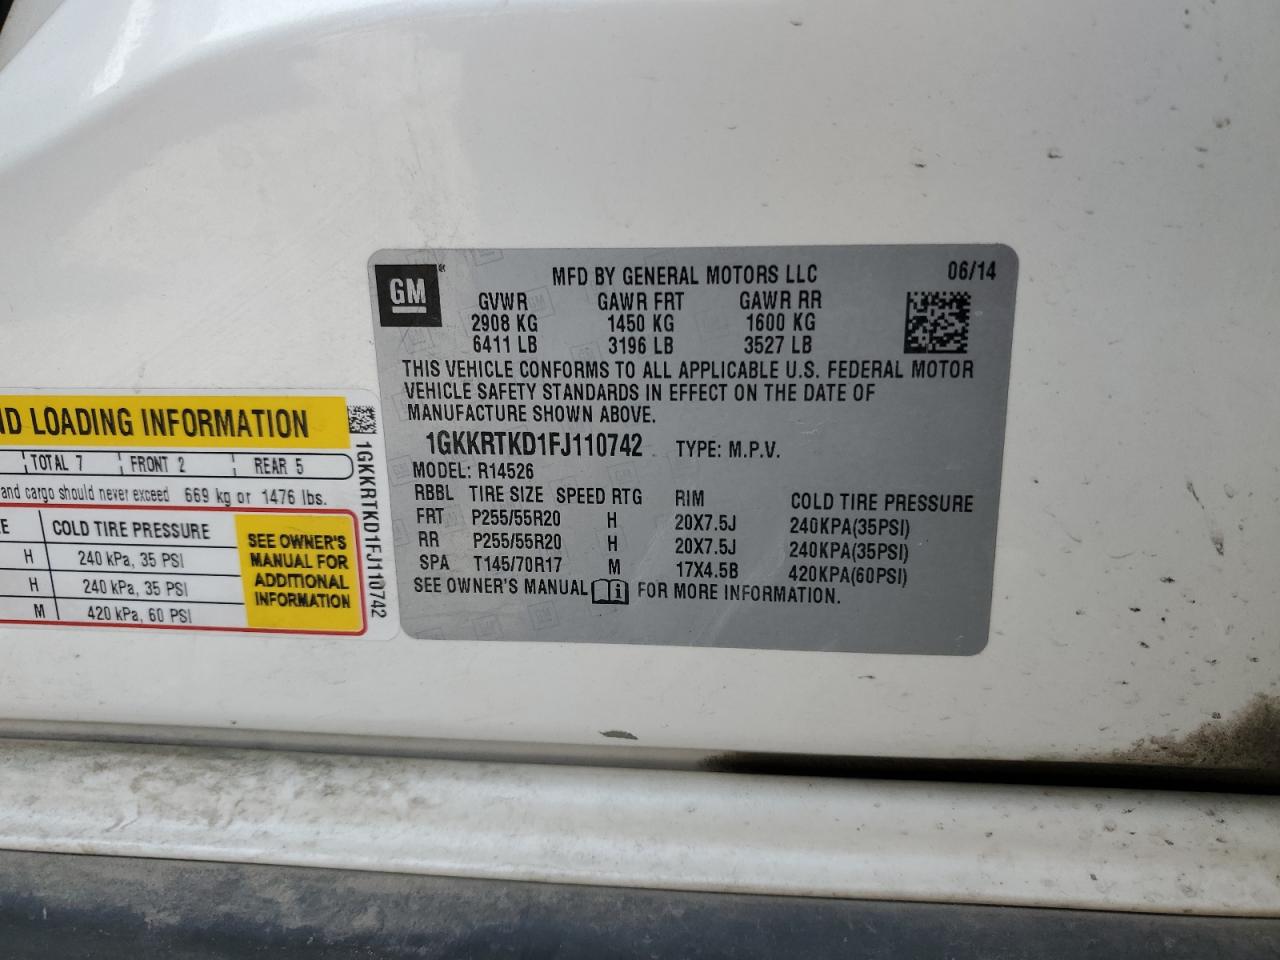 GM
MFD BY GENERAL MOTORS LLC 06/14
GVWR GAWR FRT GAWR RR
2908 KG 1450 KG 1600 KG
6411 LB 3196 LB 3527 LB
THIS VEHICLE CONFORMS TO ALL APPLICABLE U.S. FEDERAL MOTOR
VEHICLE SAFETY STANDARDS IN EFFECT ON THE DATE OF
MANUFACTURE SHOWN ABOVE.
1GKKRTKD1FJ110742 TYPE: M.P.V.
MODEL: R14526
RBBL TIRE SIZE SPEED RTG RIM COLD TIRE PRESSURE
FRT P255/55R20 H 20X7.5J 240KPA(35PSI)
RR P255/55R20 H 20X7.5J 240KPA(35PSI)
SPA T145/70R17 M 17X4.5B 420KPA(60PSI)
SEE OWNER'S MANUAL i FOR MORE INFORMATION.
LOADING INFORMATION
TOTAL 7 FRONT 2 REAR 5
and cargo should never exceed 669 kg or 1476 lbs.
COLD TIRE PRESSURE
H 240 kPa, 35 PSI
H 240 kPa, 35 PSI
M 420 kPa, 60 PSI
SEE OWNER'S
MANUAL FOR
ADDITIONAL
INFORMATION
1GKKRTKD1FJ110742